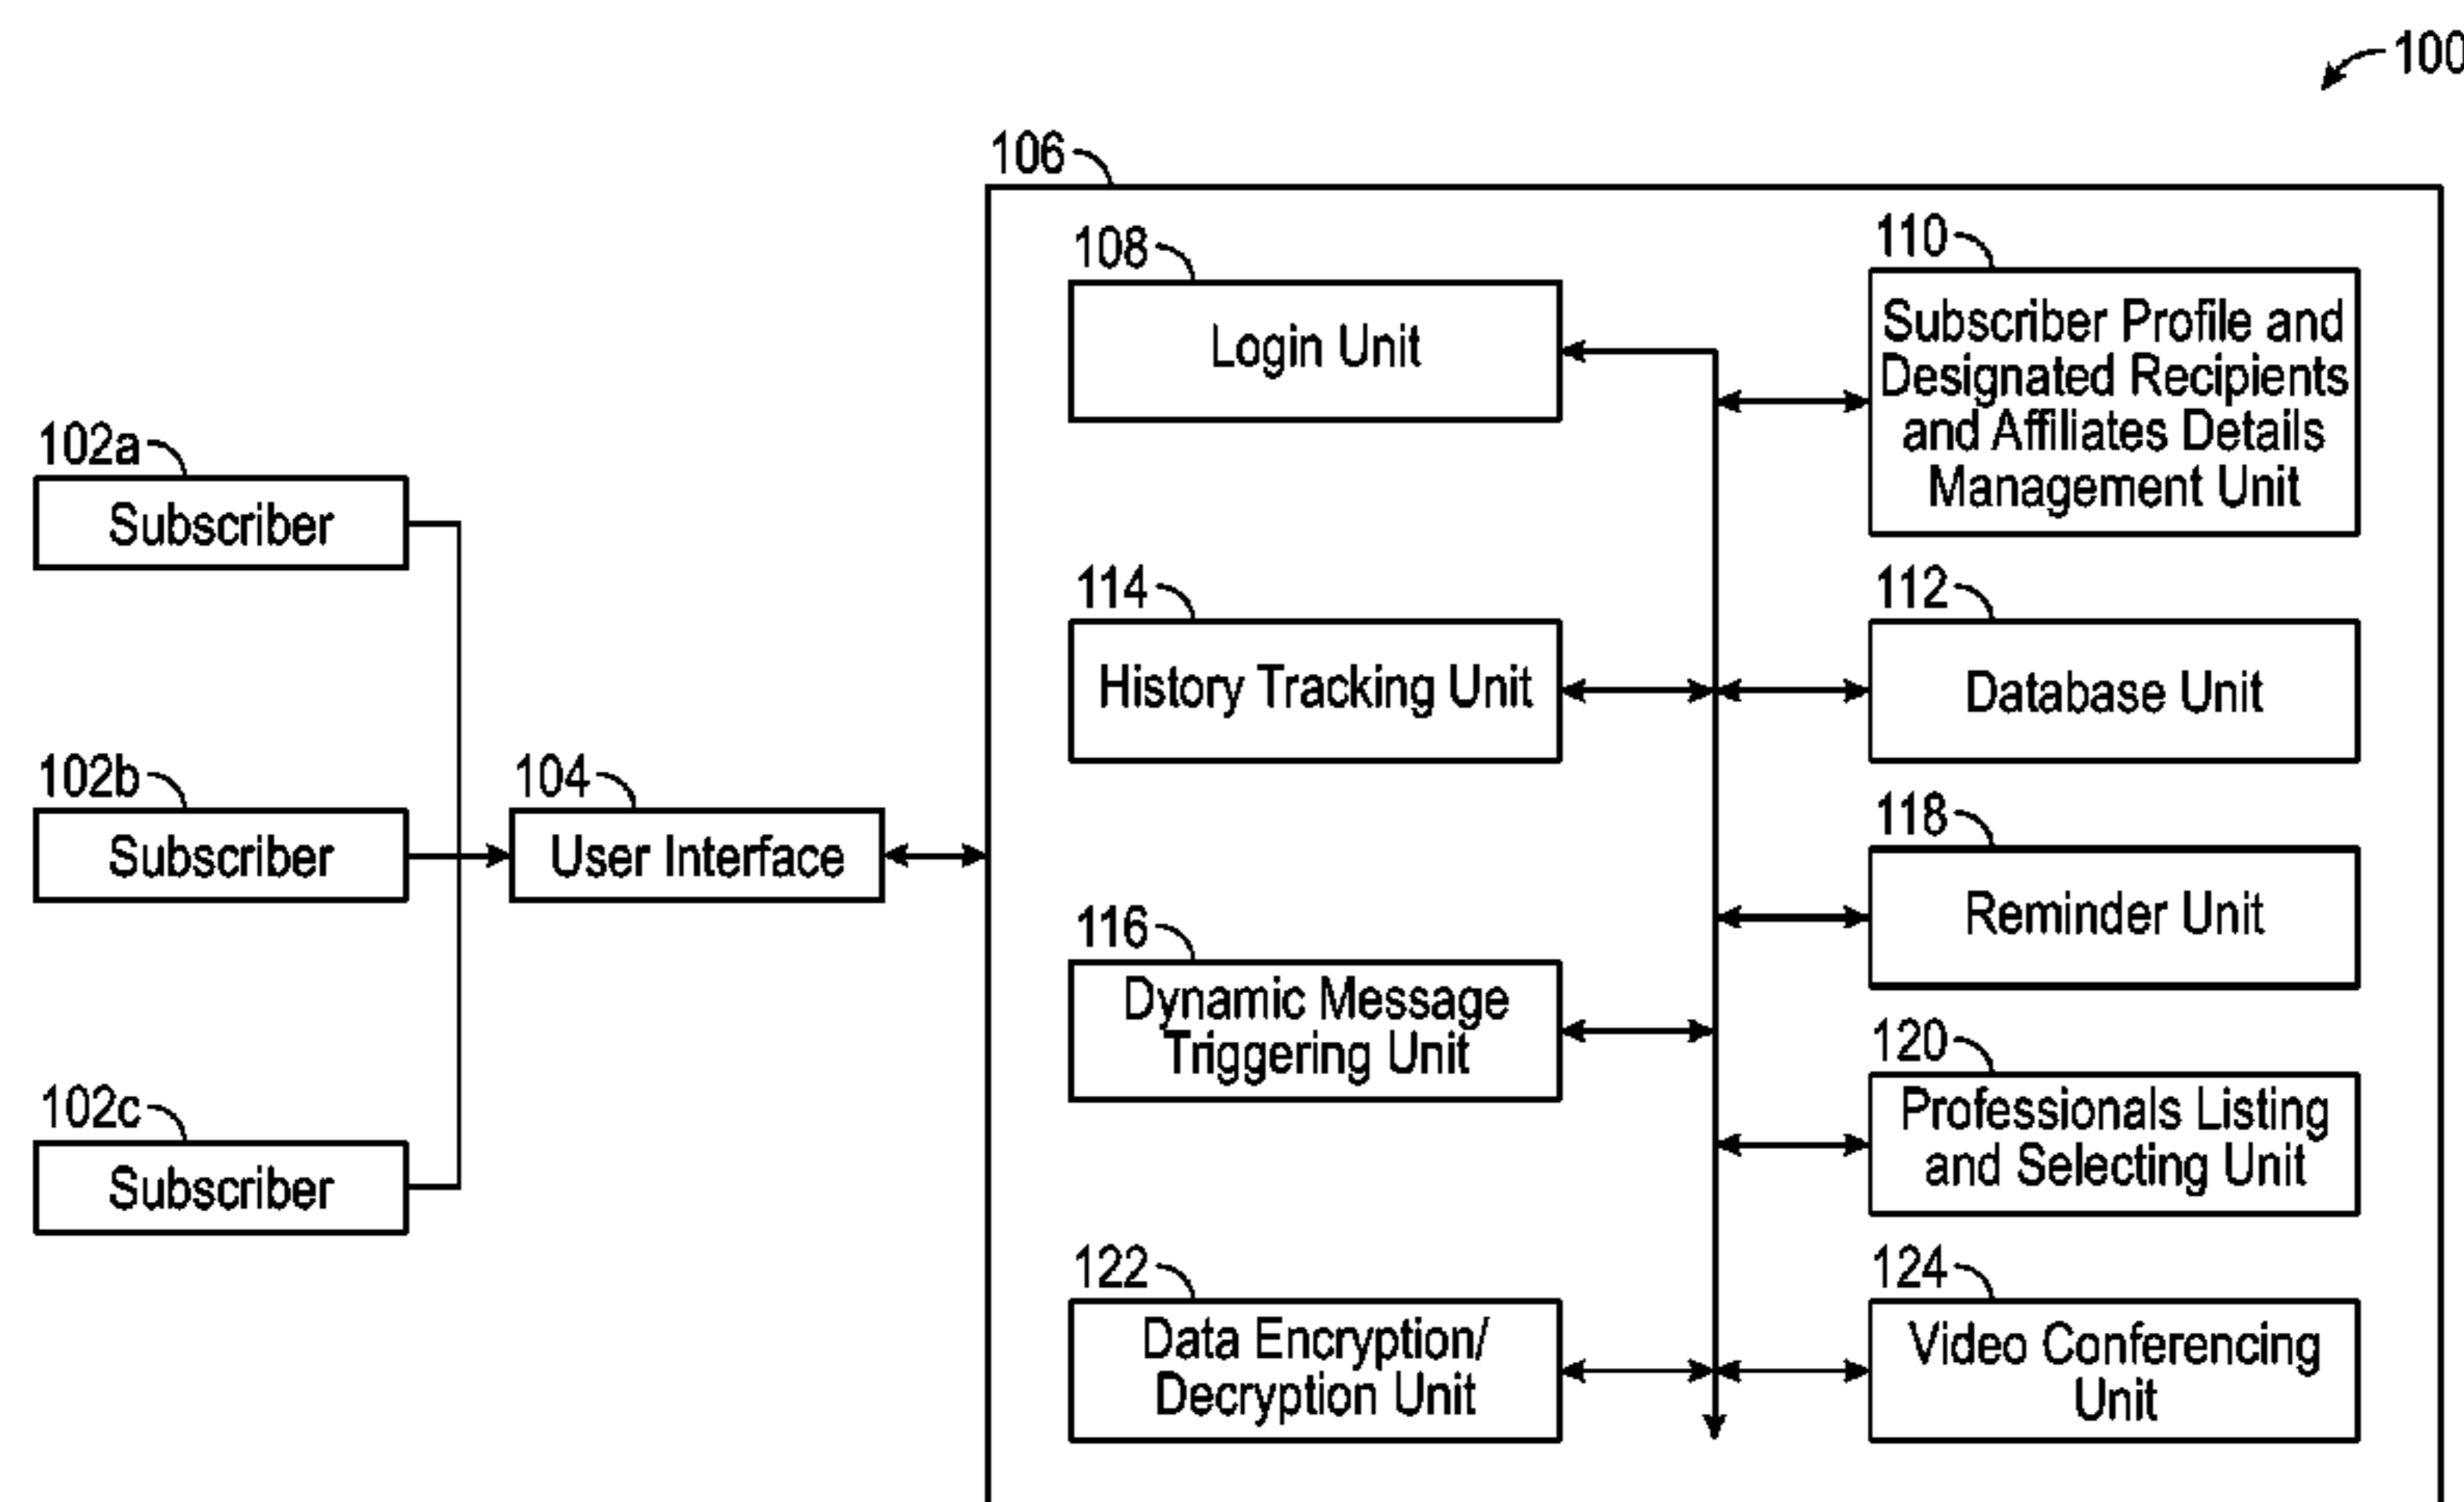 100
106
108
Login Unit
110
Subscriber Profile and
Designated Recipients
and Affiliates Details
Management Unit
102a
Subscriber
114
History Tracking Unit
112
Database Unit
102b
Subscriber
104
User Interface
118
Reminder Unit
116
Dynamic Message
Triggering Unit
120
Professionals Listing
and Selecting Unit
102c
Subscriber
122
Data Encryption/
Decryption Unit
124
Video Conferencing
Unit